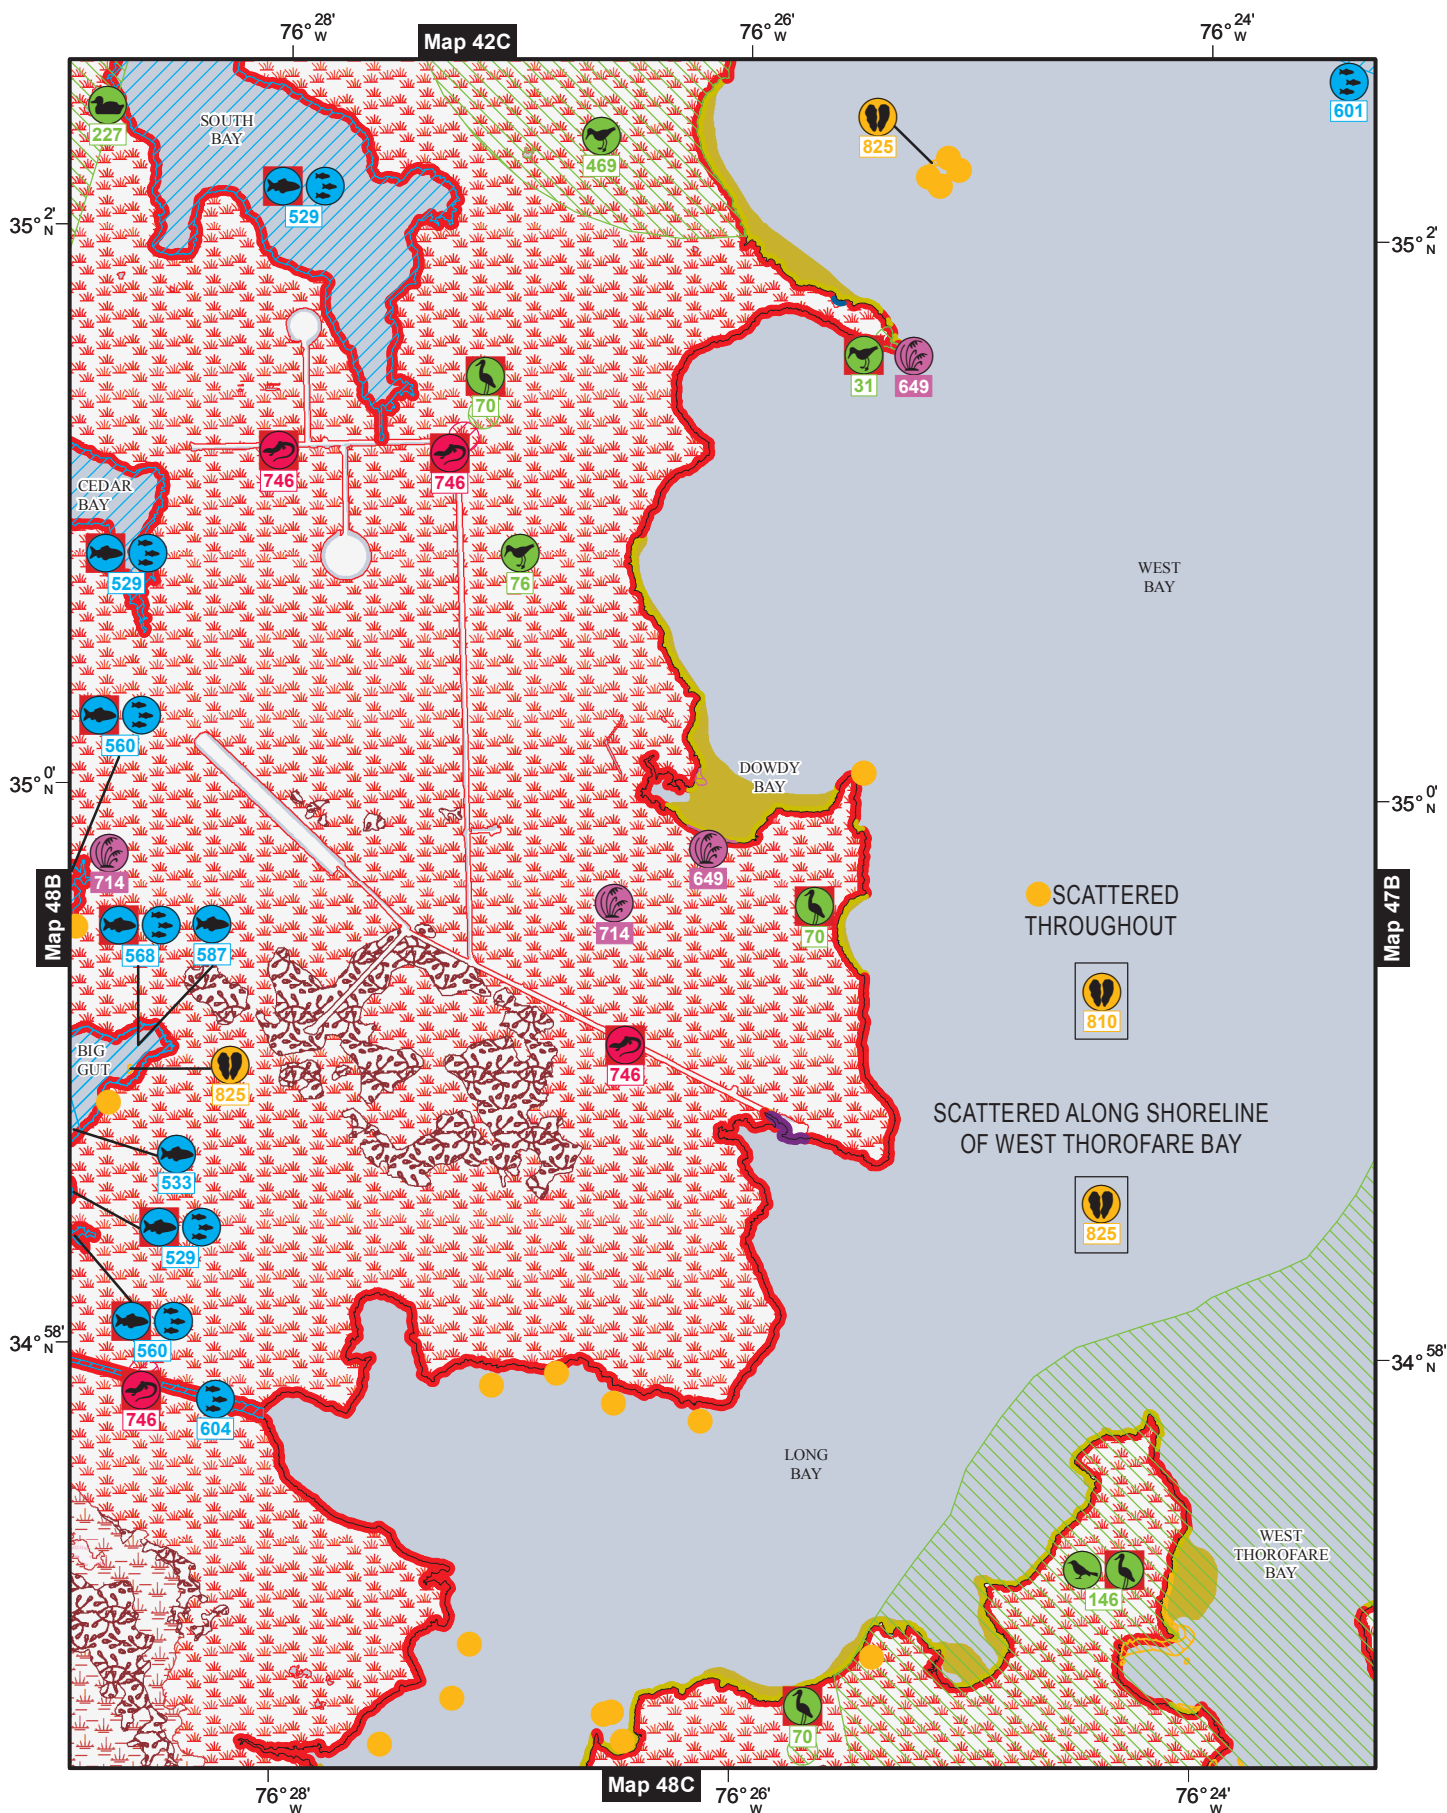 76° 28' W
Map 42C
76° 26' W
76° 24' W
601
227
SOUTH
BAY
825
469
529
35° 2' N
35° 2' N
31
649
70
746
746
CEDAR
BAY
529
76
WEST
BAY
560
35° 0' N
DOWDY
BAY
35° 0' N
714
649
Map 48B
Map 47B
SCATTERED
THROUGHOUT
714
70
568
587
810
BIG
GUT
825
746
SCATTERED ALONG SHORELINE
OF WEST THOROFARE BAY
533
825
529
560
34° 58' N
34° 58' N
746
604
LONG
BAY
WEST
THOROFARE
BAY
146
70
76° 28' W
Map 48C
76° 26' W
76° 24' W